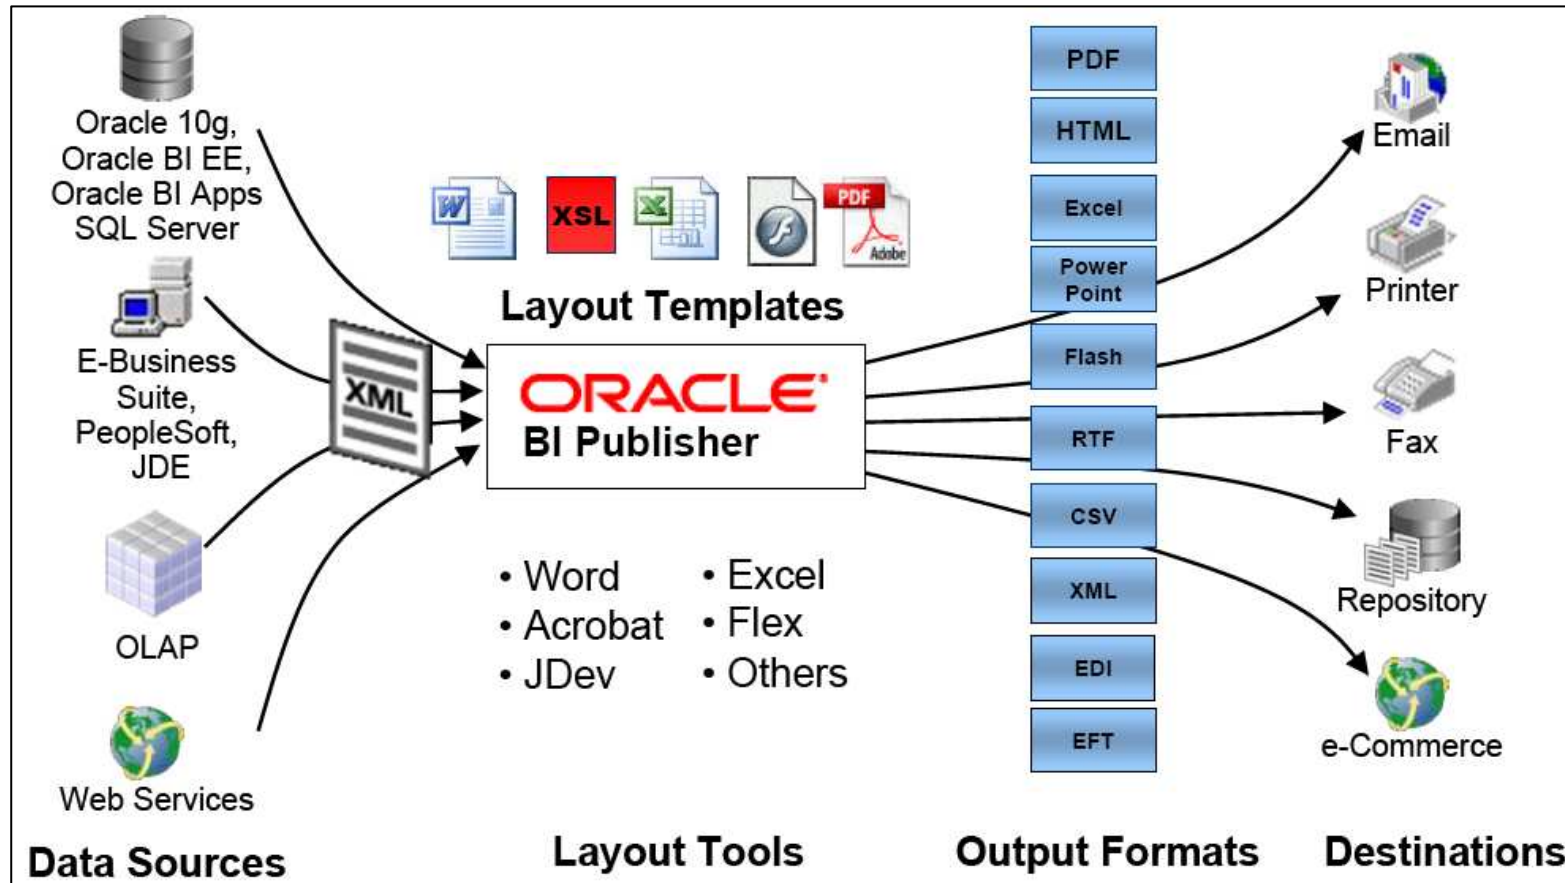 Oracle 10g,
Oracle BI EE,
Oracle BI Apps
SQL Server
E-Business
Suite,
PeopleSoft,
JDE
OLAP
Web Services
Data Sources
XML
W
XSL
X
f
PDF
Adobe
Layout Templates
ORACLE®
BI Publisher
• Word
• Acrobat
• JDev
• Excel
• Flex
• Others
Layout Tools
PDF
HTML
Excel
Power
Point
Flash
RTF
CSV
XML
EDI
EFT
Output Formats
Email
Printer
Fax
Repository
e-Commerce
Destinations